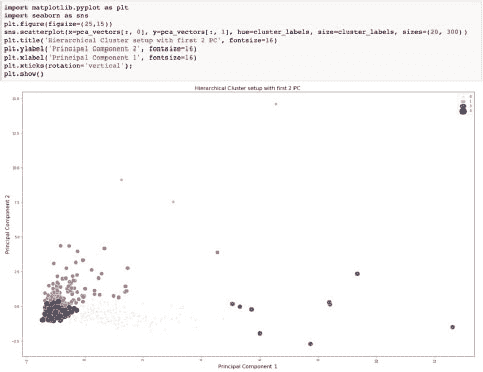 import matplotlib.pyplot as plt
import seaborn as sns
plt.figure(figsize=(25,15))
sns.scatterplot(x=pca_vectors[:, 0], y=pca_vectors[:, 1], hue=cluster_labels, size=cluster_labels, sizes=(20, 300))
plt.title('Hierarchical Cluster setup with first 2 PC', fontsize=16)
plt.ylabel('Principal Component 2', fontsize=16)
plt.xlabel('Principal Component 1', fontsize=16)
plt.xticks(rotation='vertical');
plt.show()
Hierarchical Cluster setup with first 2 PC
Principal Component 2
Principal Component 1